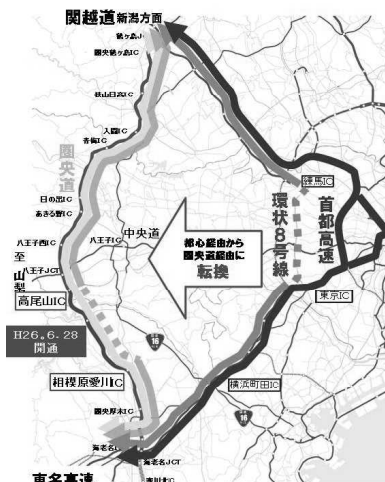 関越道 新潟方面
鶴ヶ島JCT
圏央鶴ヶ島IC
狭山日高IC
入間IC
青梅IC
圏央道
日の出IC
あきる野IC
八王子西IC
八王子IC
中央道
至山梨
八王子JCT
高尾山IC
都心経由から
圏央道経由に
転換
練馬IC
環状8号線
首都高速
東京IC
H26.6.28
開通
相模原愛川IC
16
横浜町田IC
16
圏央厚木IC
海老名IC
海老名JCT
寒川北IC
東名高速